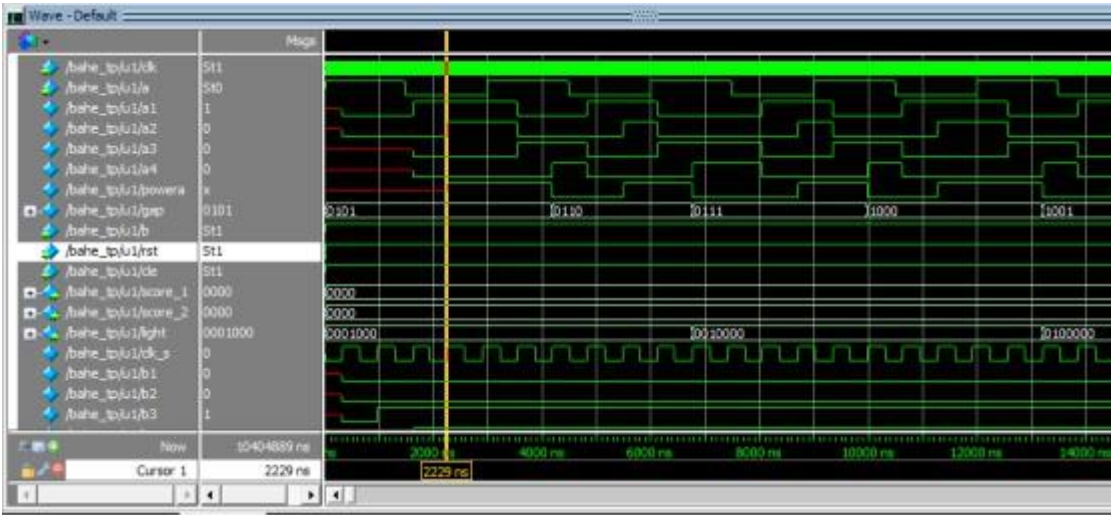 Wave - Default
Msgs
/bahe_tp/u1/clk St1
/bahe_tp/u1/a St0
/bahe_tp/u1/a1 1
/bahe_tp/u1/a2 0
/bahe_tp/u1/a3 0
/bahe_tp/u1/a4 0
/bahe_tp/u1/powera x
/bahe_tp/u1/gap 0101 0101 0110 0111 1000 1001
/bahe_tp/u1/b St1
/bahe_tp/u1/rst St1
/bahe_tp/u1/cle St1
/bahe_tp/u1/score_1 0000 0000
/bahe_tp/u1/score_2 0000 0000
/bahe_tp/u1/light 0001000 0001000 0010000 0100000
/bahe_tp/u1/clk_s 0
/bahe_tp/u1/b1 0
/bahe_tp/u1/b2 0
/bahe_tp/u1/b3 1
Now 10404889 ns ns 2000 4000 ns 6000 ns 8000 ns 10000 ns 12000 ns 14000 ns
Cursor 1 2229 ns 2229 ns